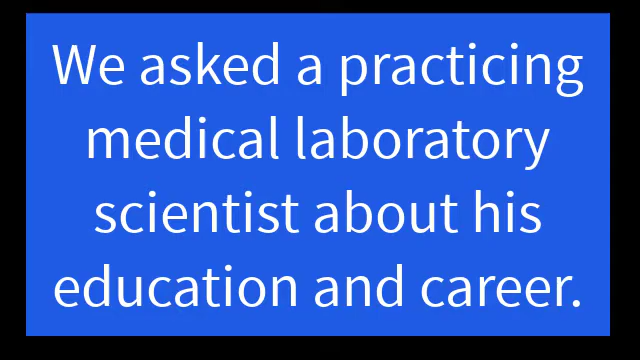 We asked a practicing
medical laboratory
scientist about his
education and career.